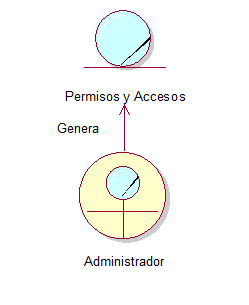 Permisos y Accesos
Genera
Administrador